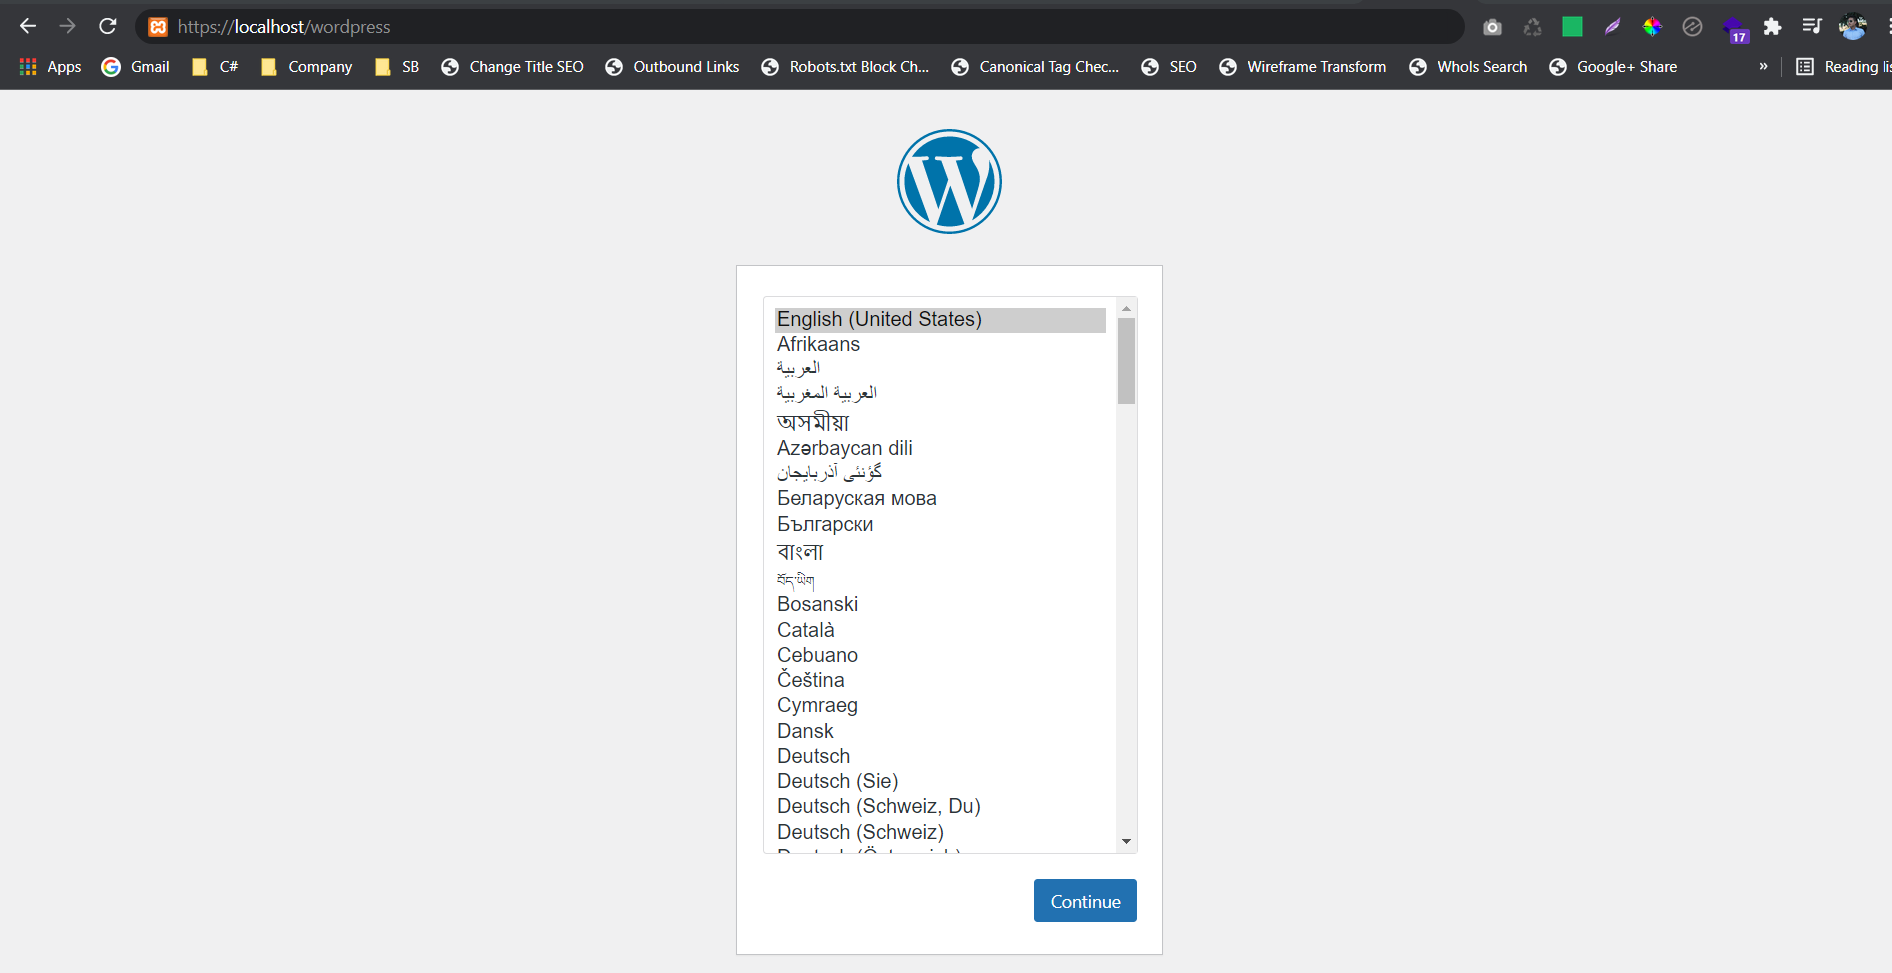 https://localhost/wordpress
17
Apps Gmail C# Company SB Change Title SEO Outbound Links Robots.txt Block Ch... Canonical Tag Chec... SEO Wireframe Transform WhoIs Search Google+ Share » Reading lis
English (United States)
Afrikaans
العربية
العربية المغربية
অসমীয়া
Azərbaycan dili
گؤنئی آذربایجان
Беларуская мова
Български
বাংলা
བོད་ཡིག
Bosanski
Català
Cebuano
Čeština
Cymraeg
Dansk
Deutsch
Deutsch (Sie)
Deutsch (Schweiz, Du)
Deutsch (Schweiz)
Continue